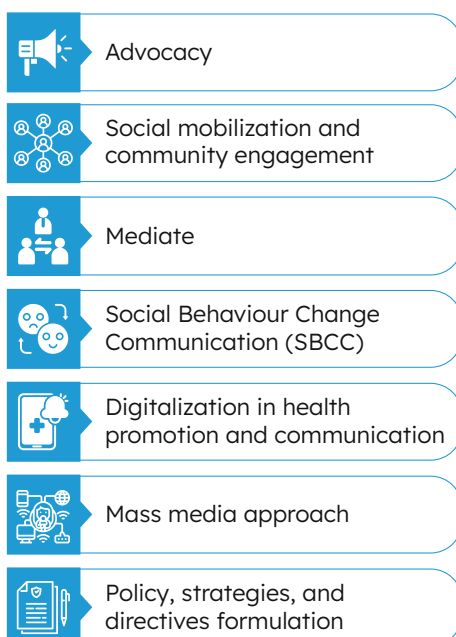 Advocacy
Social mobilization and
community engagement
Mediate
Social Behaviour Change
Communication (SBCC)
Digitalization in health
promotion and communication
Mass media approach
Policy, strategies, and
directives formulation